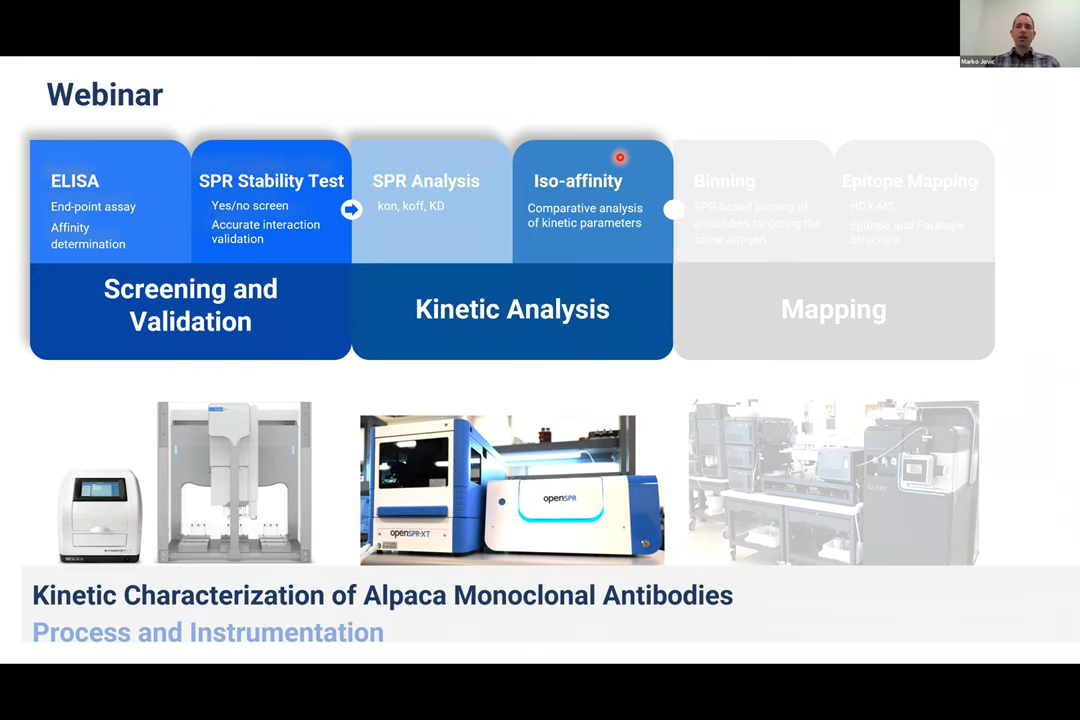 Marko Jovic
Webinar
ELISA
End-point assay
Affinity
determination
SPR Stability Test
Yes/no screen
Accurate interaction
validation
SPR Analysis
kon, koff, KD
Iso-affinity
Comparative analysis
of kinetic parameters
Binning
SPR-based binning of
antibodies targeting the
same antigen
Epitope Mapping
HDX-MS
Epitope and Paratope
Structure
Screening and
Validation
Kinetic Analysis
Mapping
openSPR-XT
openSPR
Kinetic Characterization of Alpaca Monoclonal Antibodies
Process and Instrumentation